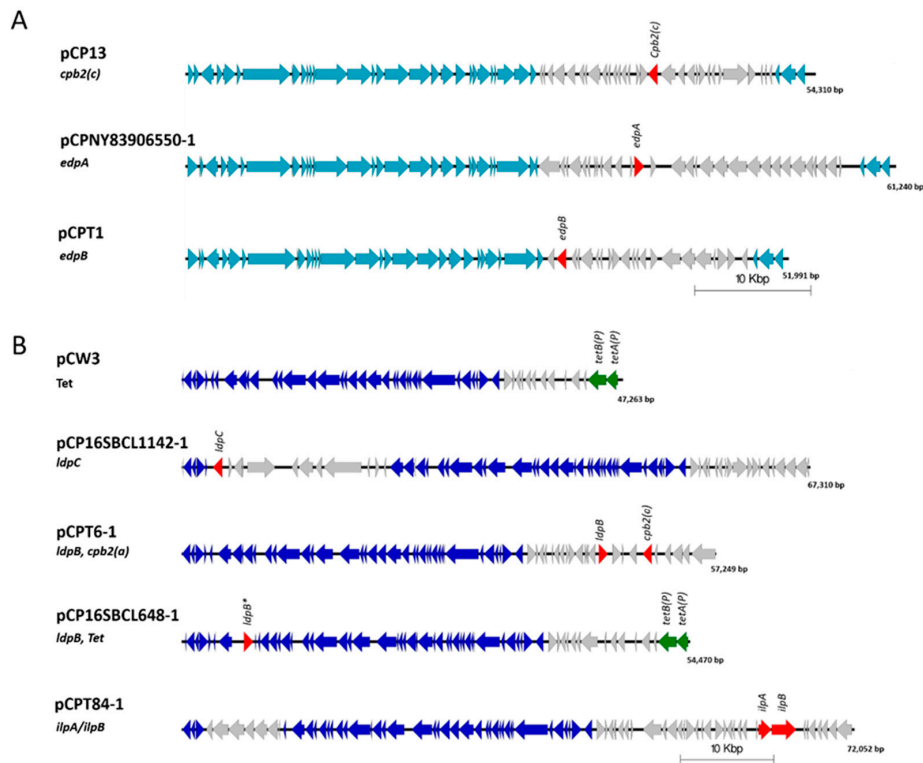 A
pCP13
cpb2(c)
Cpb2(c)
54,310 bp
pCPNY83906550-1
edpA
edpA
61,240 bp
pCPT1
edpB
edpB
51,991 bp
10 Kbp
B
pCW3
Tet
tetB(P)
tetA(P)
47,263 bp
pCP16SBCL1142-1
ldpC
ldpC
67,310 bp
pCPT6-1
ldpB, cpb2(a)
ldpB
cpb2(c)
57,249 bp
pCP16SBCL648-1
ldpB, Tet
ldpB*
tetB(P)
tetA(P)
54,470 bp
pCPT84-1
ilpA/ilpB
ilpA
ilpB
72,052 bp
10 Kbp